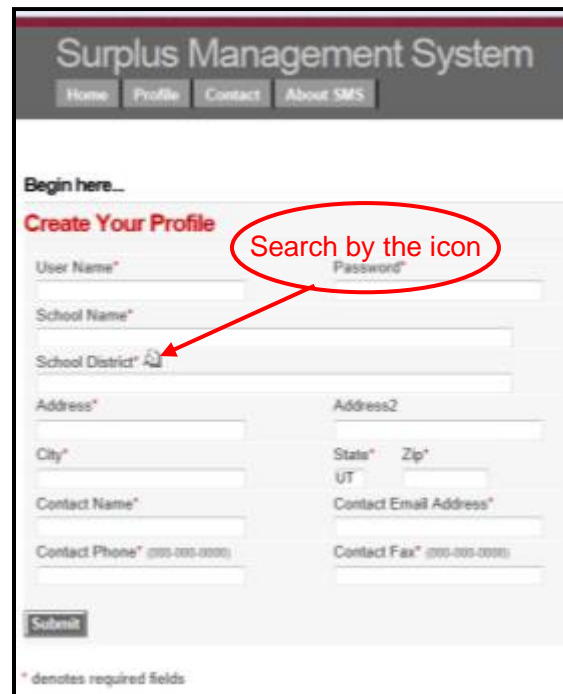 Surplus Management System
Home Profile Contact About SMS
Begin here...
Create Your Profile
Search by the icon
User Name* Password*
School Name*
School District*
Address* Address2
City* State* Zip*
UT
Contact Name* Contact Email Address*
Contact Phone* (000-000-0000) Contact Fax* (000-000-0000)
Submit
* denotes required fields